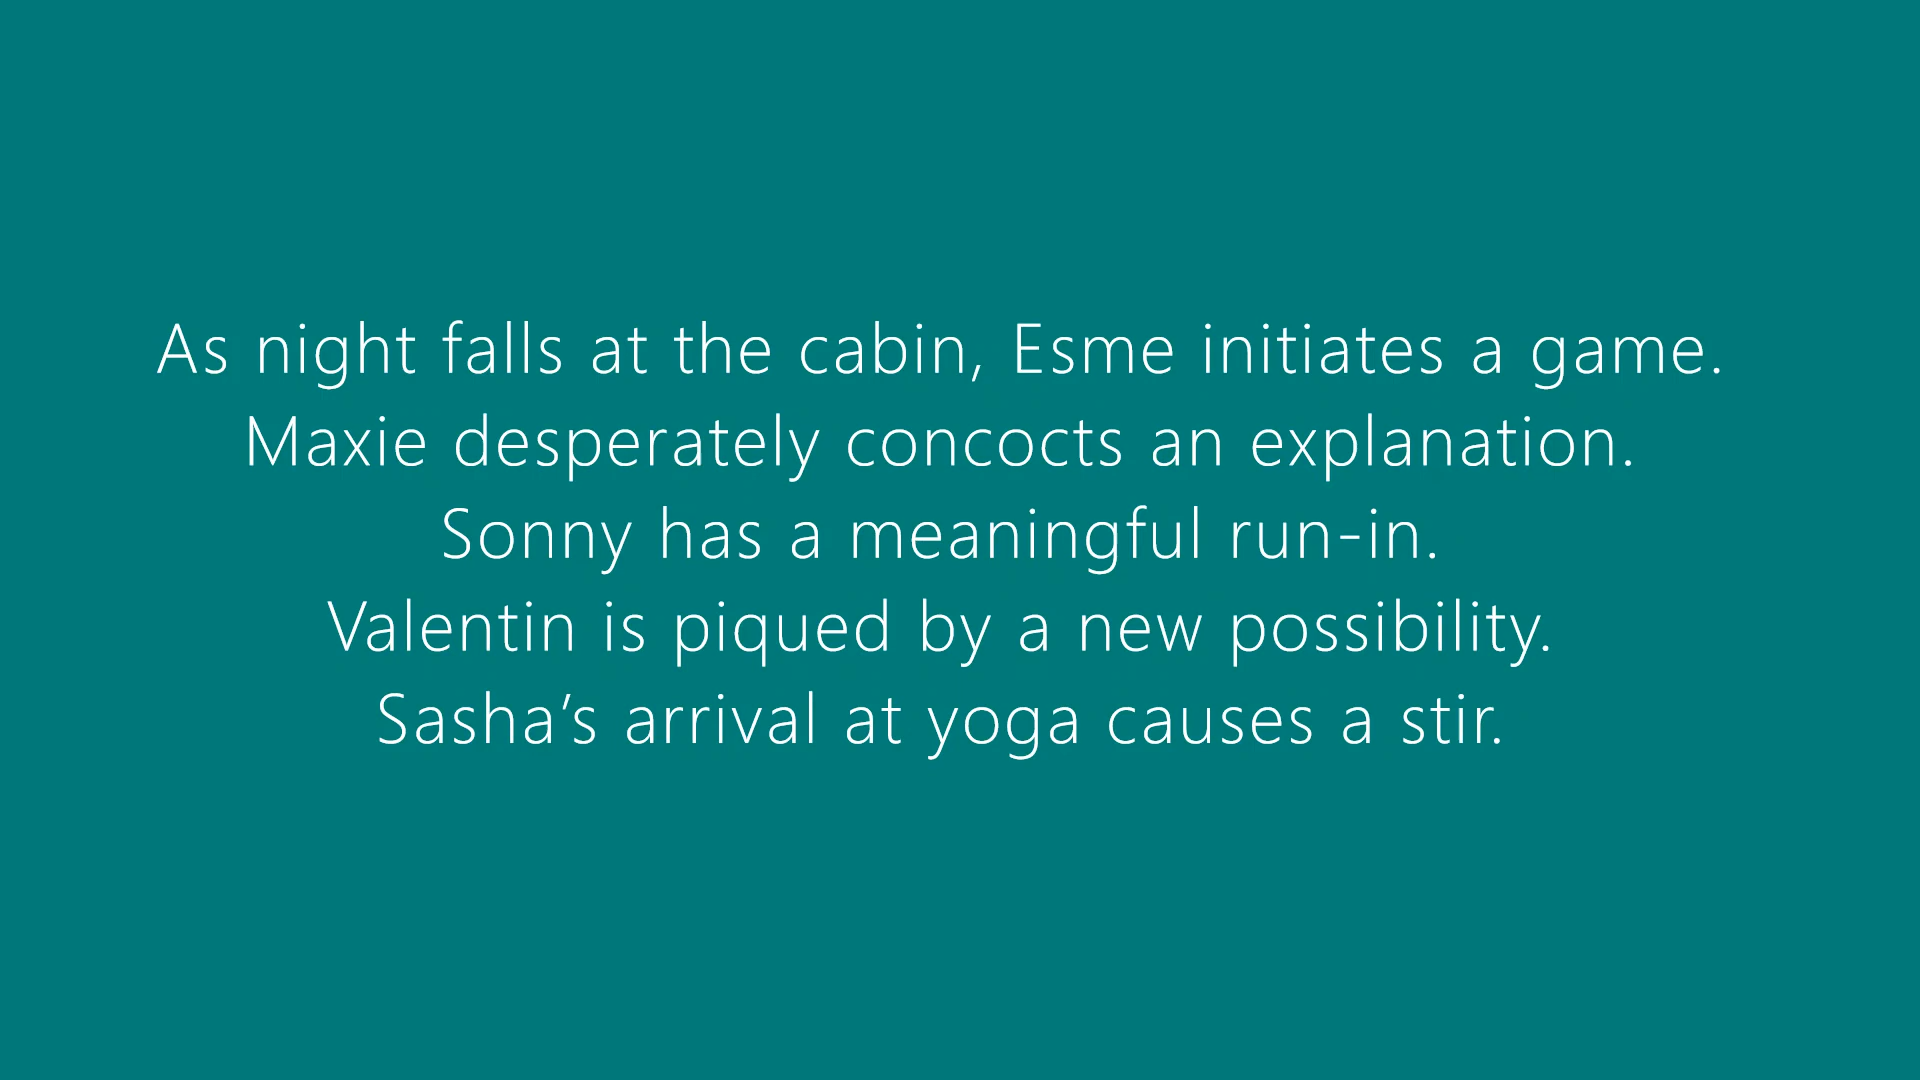 As night falls at the cabin, Esme initiates a game.
Maxie desperately concocts an explanation.
Sonny has a meaningful run-in.
Valentin is piqued by a new possibility.
Sasha’s arrival at yoga causes a stir.